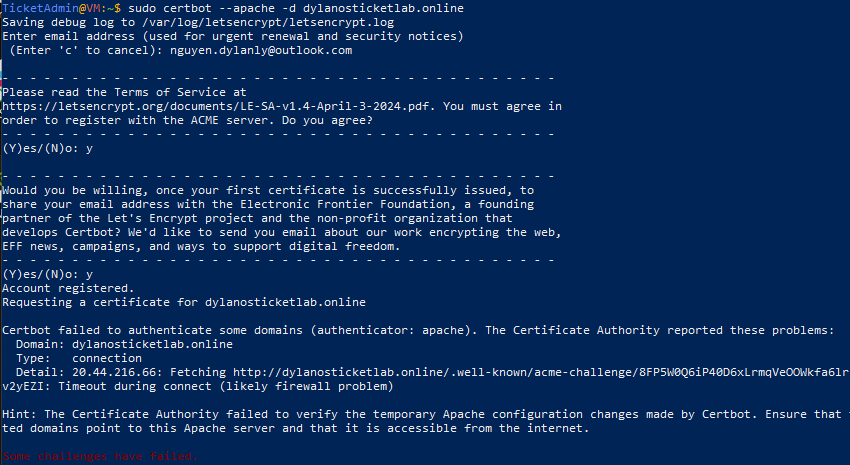 TicketAdmin@VM:~$ sudo certbot --apache -d dylanosticketlab.online
Saving debug log to /var/log/letsencrypt/letsencrypt.log
Enter email address (used for urgent renewal and security notices)
 (Enter 'c' to cancel): nguyen.dylanly@outlook.com

- - - - - - - - - - - - - - - - - - - - - - - - - - - - - - - - - - - - - - - -
Please read the Terms of Service at
https://letsencrypt.org/documents/LE-SA-v1.4-April-3-2024.pdf. You must agree in
order to register with the ACME server. Do you agree?
- - - - - - - - - - - - - - - - - - - - - - - - - - - - - - - - - - - - - - - -
(Y)es/(N)o: y

- - - - - - - - - - - - - - - - - - - - - - - - - - - - - - - - - - - - - - - -
Would you be willing, once your first certificate is successfully issued, to
share your email address with the Electronic Frontier Foundation, a founding
partner of the Let's Encrypt project and the non-profit organization that
develops Certbot? We'd like to send you email about our work encrypting the web,
EFF news, campaigns, and ways to support digital freedom.
- - - - - - - - - - - - - - - - - - - - - - - - - - - - - - - - - - - - - - - -
(Y)es/(N)o: y
Account registered.
Requesting a certificate for dylanosticketlab.online

Certbot failed to authenticate some domains (authenticator: apache). The Certificate Authority reported these problems:
  Domain: dylanosticketlab.online
  Type:   connection
  Detail: 20.44.216.66: Fetching http://dylanosticketlab.online/.well-known/acme-challenge/8FP5W0Q6iP40D6xLrmqVeOOWkfa6lr
v2yEZI: Timeout during connect (likely firewall problem)

Hint: The Certificate Authority failed to verify the temporary Apache configuration changes made by Certbot. Ensure that
ted domains point to this Apache server and that it is accessible from the internet.

Some challenges have failed.